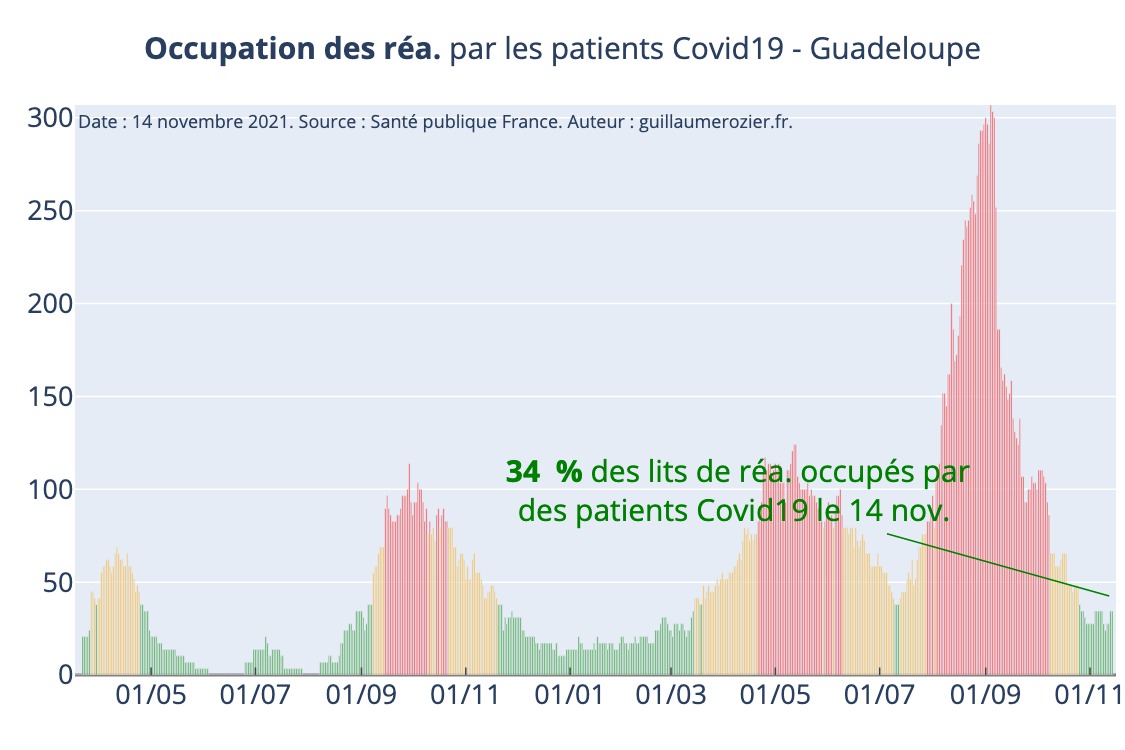 Occupation des réa. par les patients Covid19 - Guadeloupe
Date : 14 novembre 2021. Source : Santé publique France. Auteur : guillaumerozier.fr.
300
250
200
150
100
50
0
34 % des lits de réa. occupés par
des patients Covid19 le 14 nov.
01/05 01/07 01/09 01/11 01/01 01/03 01/05 01/07 01/09 01/11